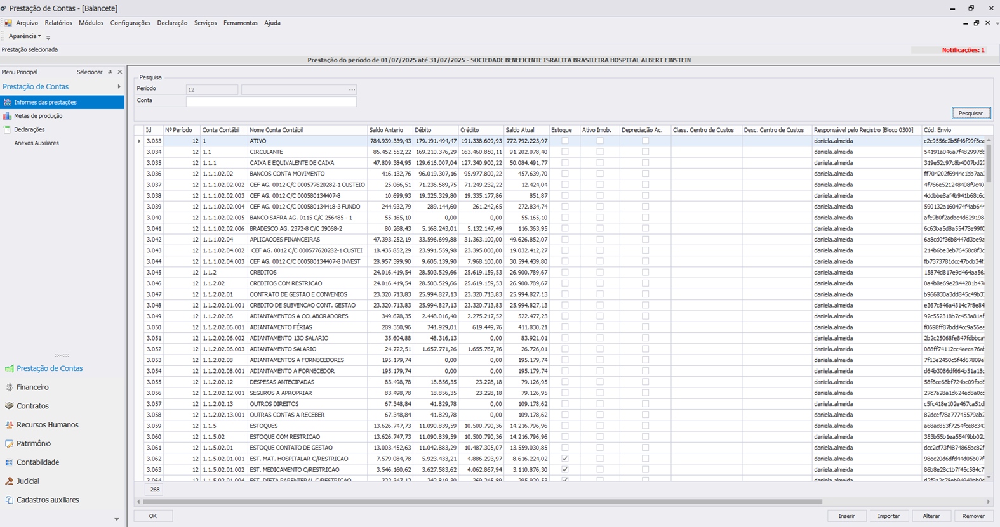 Prestação de Contas - [Balancete]
Arquivo Relatórios Módulos Configurações Declaração Serviços Ferramentas Ajuda
Aparência
Prestação selecionada
Notificações: 1
Prestação do período de 01/07/2025 até 31/07/2025 - SOCIEDADE BENEFICENTE ISRALITA BRASILEIRA HOSPITAL ALBERT EINSTEIN
Menu Principal Selecionar
Prestação de Contas
Informes das prestações
Metas de produção
Declarações
Anexos Auxiliares
Prestação de Contas
Financeiro
Contratos
Recursos Humanos
Patrimônio
Contabilidade
Judicial
Cadastros auxiliares
Pesquisa
Período 12 ...
Conta
Pesquisar
Id Nº Período Conta Contábil Nome Conta Contábil Saldo Anterio Débito Crédito Saldo Atual Estoque Ativo Imob. Depreciação Ac. Class. Centro de Custos Desc. Centro de Custos Responsável pelo Registro [Bloco 0300] Cód. Envio
3.033 12 1 ATIVO 784.939.339,43 179.191.494,47 191.338.609,93 772.792.223,97 daniela.almeida c2c9556c2b5f46f99f5ea
3.034 12 1.1 CIRCULANTE 85.452.552,22 169.210.376,29 163.460.850,11 91.202.078,40 daniela.almeida 54191a046a7f482997db
3.035 12 1.1.1 CAIXA E EQUIVALENTE DE CAIXA 47.809.384,95 129.616.007,04 127.340.900,22 50.084.491,77 daniela.almeida 319e52c97c8b4007bd27
3.036 12 1.1.1.02.02 BANCOS CONTA MOVIMENTO 416.132,76 96.019.307,16 95.977.800,22 457.639,70 daniela.almeida ff704202f6944c1bb7aa
3.037 12 1.1.1.02.02.002 CEF AG. 0012 C/C 000577620282-1 CUSTEIO 25.066,51 71.236.589,75 71.249.232,22 12.424,04 daniela.almeida 4f766e521248408f9c40
3.038 12 1.1.1.02.02.003 CEF AG. 0012 C/C 000580134407-8 10.699,93 19.325.329,80 19.335.177,86 851,87 daniela.almeida 4ddbbe8af4b941b68c6c
3.039 12 1.1.1.02.02.004 CEF AG. 0012 C/C 000580134418-3 FUNDO 244.932,79 289.144,60 261.242,65 272.834,74 daniela.almeida 590132a160474f4ab644
3.040 12 1.1.1.02.02.005 BANCO SAFRA AG. 0115 C/C 256485 - 1 55.165,10 0,00 0,00 55.165,10 daniela.almeida afe9b0f2adbc4d629198
3.041 12 1.1.1.02.02.006 BRADESCO AG. 2372-8 C/C 39068-2 80.268,43 5.168.243,01 5.132.147,49 116.363,95 daniela.almeida 6c63ba5d8a55478e99f0
3.042 12 1.1.1.02.04 APLICACOES FINANCEIRAS 47.393.252,19 33.596.699,88 31.363.100,00 49.626.852,07 daniela.almeida 6a8cd0f36b8447d3be9a
3.043 12 1.1.1.02.04.002 CEF AG. 0012 C/C 000577620282-1 CUSTEI 18.435.852,29 23.991.559,98 23.395.000,00 19.032.412,27 daniela.almeida 214b6be3eb76458c8f3c
3.044 12 1.1.1.02.04.003 CEF AG. 0012 C/C 000580134407-8 INVEST 28.957.399,90 9.605.139,90 7.968.100,00 30.594.439,80 daniela.almeida fb7373781dcc47bdb34f
3.045 12 1.1.2 CREDITOS 24.016.419,54 28.503.529,66 25.619.159,53 26.900.789,67 daniela.almeida 15874d817e9d464aa56
3.046 12 1.1.2.02 CREDITOS COM RESTRICAO 24.016.419,54 28.503.529,66 25.619.159,53 26.900.789,67 daniela.almeida 0a4b8e69e2844281b47
3.047 12 1.1.2.02.01 CONTRATO DE GESTAO E CONVENIOS 23.320.713,83 25.994.827,13 23.320.713,83 25.994.827,13 daniela.almeida b966830a3dd845c49b37
3.048 12 1.1.2.02.01.001 CREDITO DE SUBVENCAO CONT. GESTAO 23.320.713,83 25.994.827,13 23.320.713,83 25.994.827,13 daniela.almeida e367c846a4314c7f8e84
3.049 12 1.1.2.02.06 ADIANTAMENTOS A COLABORADORES 349.678,35 2.448.016,40 2.275.217,52 522.477,23 daniela.almeida 92c552318b7c453a81af
3.050 12 1.1.2.02.06.001 ADIANTAMENTO FÉRIAS 289.350,96 741.929,01 619.449,76 411.830,21 daniela.almeida f0698ff87bdd4cc9a56ea
3.051 12 1.1.2.02.06.002 ADIANTAMENTO 13O SALARIO 35.604,88 48.316,13 0,00 83.921,01 daniela.almeida 2b2c25068fe847fdbbca
3.052 12 1.1.2.02.06.003 ADIANTAMENTO SALARIO 24.722,51 1.657.771,26 1.655.767,76 26.726,01 daniela.almeida 088ff74112cc4aeca76ab
3.053 12 1.1.2.02.08 ADIANTAMENTOS A FORNECEDORES 195.179,74 0,00 0,00 195.179,74 daniela.almeida 7f13e2450c5f4d67809e
3.054 12 1.1.2.02.08.001 ADIANTAMENTO A FORNECEDOR 195.179,74 0,00 0,00 195.179,74 daniela.almeida d64b3086df664b51a18c
3.055 12 1.1.2.02.12 DESPESAS ANTECIPADAS 83.498,78 18.856,35 23.228,18 79.126,95 daniela.almeida 58f8ce68bf724bc09fbd6
3.056 12 1.1.2.02.12.001 SEGUROS A APROPRIAR 83.498,78 18.856,35 23.228,18 79.126,95 daniela.almeida 27c7a28a1d624ed8a0cc
3.057 12 1.1.2.02.13 OUTROS DIREITOS 67.348,84 41.829,78 0,00 109.178,62 daniela.almeida c5fc418e102e467ca51d
3.058 12 1.1.2.02.13.001 OUTRAS CONTAS A RECEBER 67.348,84 41.829,78 0,00 109.178,62 daniela.almeida 82dcef78a77745579ab2
3.059 12 1.1.5 ESTOQUES 13.626.747,73 11.090.839,59 10.500.790,36 14.216.796,96 daniela.almeida a68ac853f7254fce8c34
3.060 12 1.1.5.02 ESTOQUE COM RESTRICAO 13.626.747,73 11.090.839,59 10.500.790,36 14.216.796,96 daniela.almeida 353b55b1ea554f9bb02b
3.061 12 1.1.5.02.01 ESTOQUE CONTATO DE GESTAO 13.003.452,63 11.042.883,29 10.487.305,07 13.559.030,85 daniela.almeida dcc2cf73f4874865bc82f
3.062 12 1.1.5.02.01.001 EST. MAT. HOSPITALAR C/RESTRICAO 7.579.084,78 5.923.433,21 4.886.293,97 8.616.224,02 daniela.almeida 98ec20d6dfd44d05b07f
3.063 12 1.1.5.02.01.002 EST. MEDICAMENTO C/RESTRICAO 3.546.160,62 3.627.583,62 4.062.867,94 3.110.876,30 daniela.almeida 86b8e28c1b7f45c584c7
3.064 12 1.1.5.02.01.004 EST. DIETA PARENTERAL C/RESTRICAO 322.347,12 242.819,30 269.245,89 295.920,53 daniela.almeida
268
OK Inserir Importar Alterar Remover